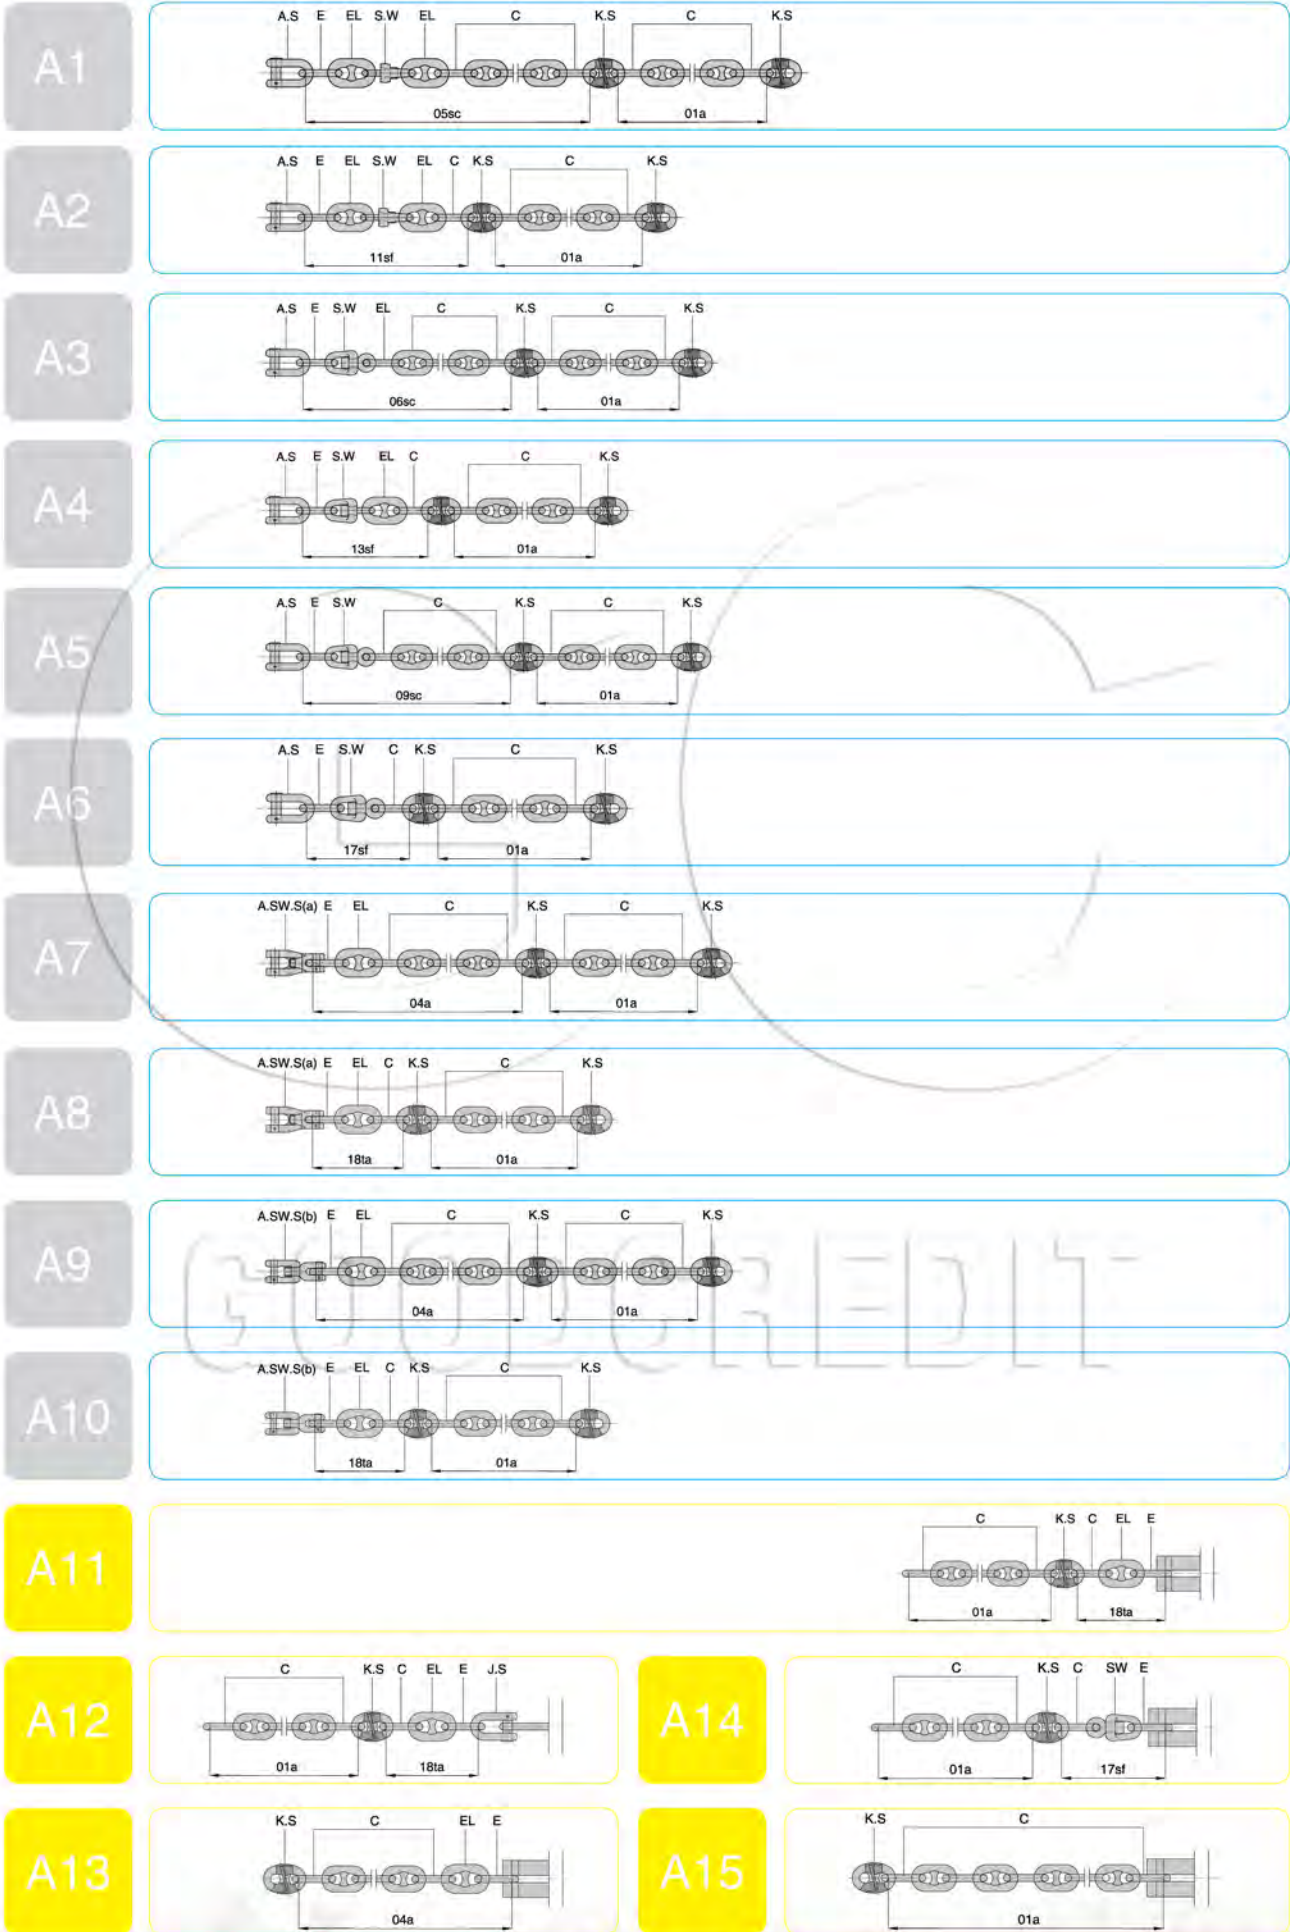 A1
A.S E EL S.W EL C K.S C K.S
05sc 01a
A2
A.S E EL S.W EL C K.S C K.S
11sf 01a
A3
A.S E S.W EL C K.S C K.S
06sc 01a
A4
A.S E S.W EL C C K.S
13sf 01a
A5
A.S E S.W C K.S C K.S
09sc 01a
A6
A.S E S.W C K.S C K.S
17sf 01a
A7
A.SW.S(a) E EL C K.S C K.S
04a 01a
A8
A.SW.S(a) E EL C K.S C K.S
18ta 01a
A9
A.SW.S(b) E EL C K.S C K.S
04a 01a
GOODCREDIT
A10
A.SW.S(b) E EL C K.S C K.S
18ta 01a
A11
C K.S C EL E
01a 18ta
A12
C K.S C EL E J.S
01a 18ta
A14
C K.S C SW E
01a 17sf
A13
K.S C EL E
04a
A15
K.S C
01a